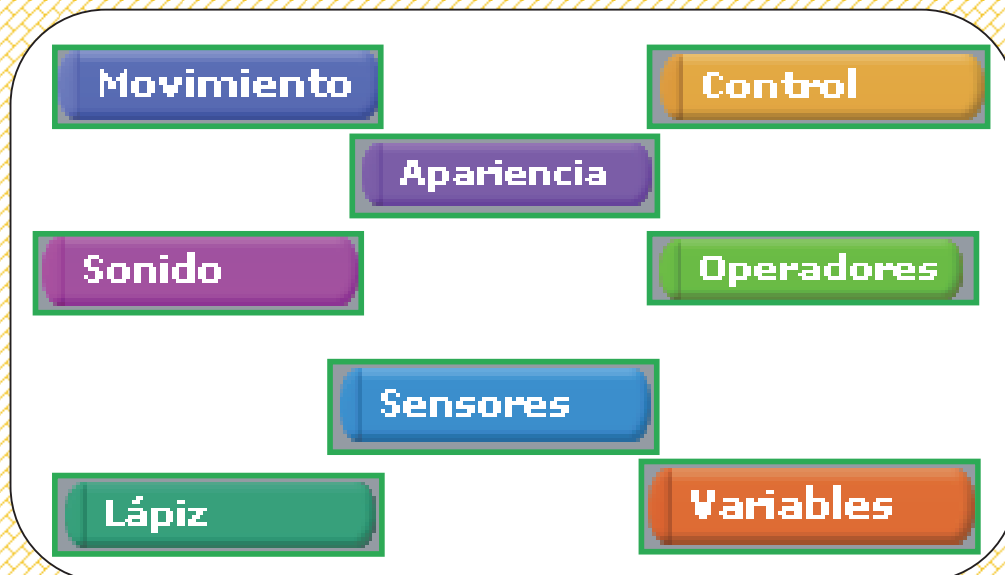 Movimiento
Control
Apariencia
Sonido
Operadores
Sensores
Lápiz
Variables